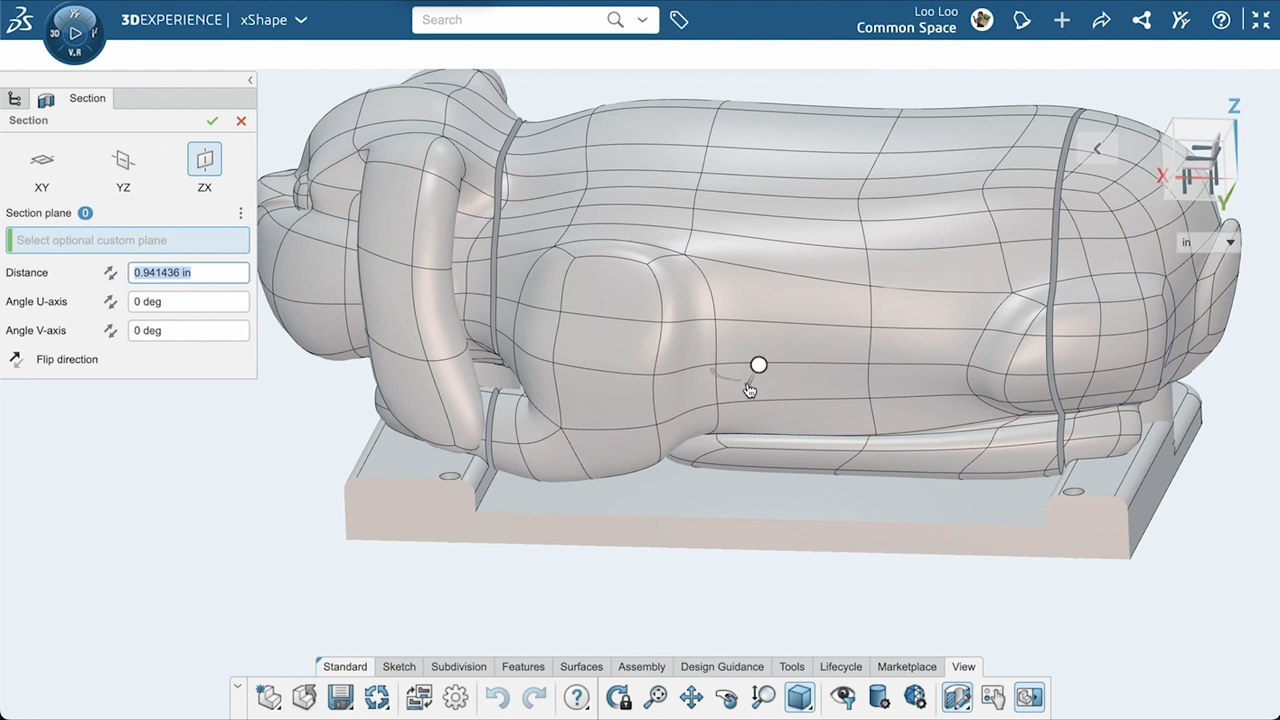 3DEXPERIENCE | xShape
Search
Loo Loo
Common Space
3D
V.R
Section
Section
XY
YZ
ZX
Section plane 0
Select optional custom plane
Distance
0.941436 in
Angle U-axis
0 deg
Angle V-axis
0 deg
Flip direction
Z
X
Y
in
Standard
Sketch
Subdivision
Features
Surfaces
Assembly
Design Guidance
Tools
Lifecycle
Marketplace
View